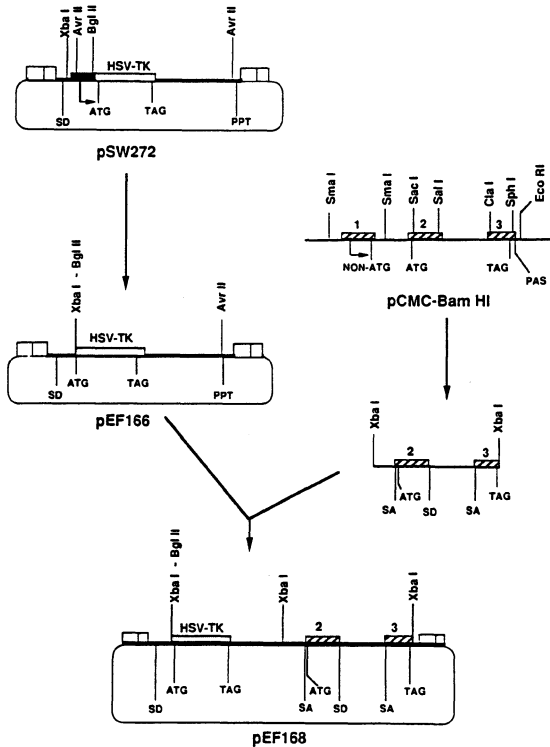 Xba I
Avr II
Bgl II
Avr II
HSV-TK
SD
ATG
TAG
PPT
pSW272
Sma I
Sma I
Sac I
Sal I
Cla I
Sph I
Eco RI
1
2
3
NON-ATG
ATG
TAG
PAS
pCMC-Bam HI
Xba I - Bgl II
Avr II
HSV-TK
SD
ATG
TAG
PPT
pEF166
Xba I
Xba I
2
3
SA
ATG
SD
SA
TAG
Xba I - Bgl II
Xba I
Xba I
HSV-TK
2
3
SD
ATG
TAG
SA
ATG
SD
SA
TAG
pEF168